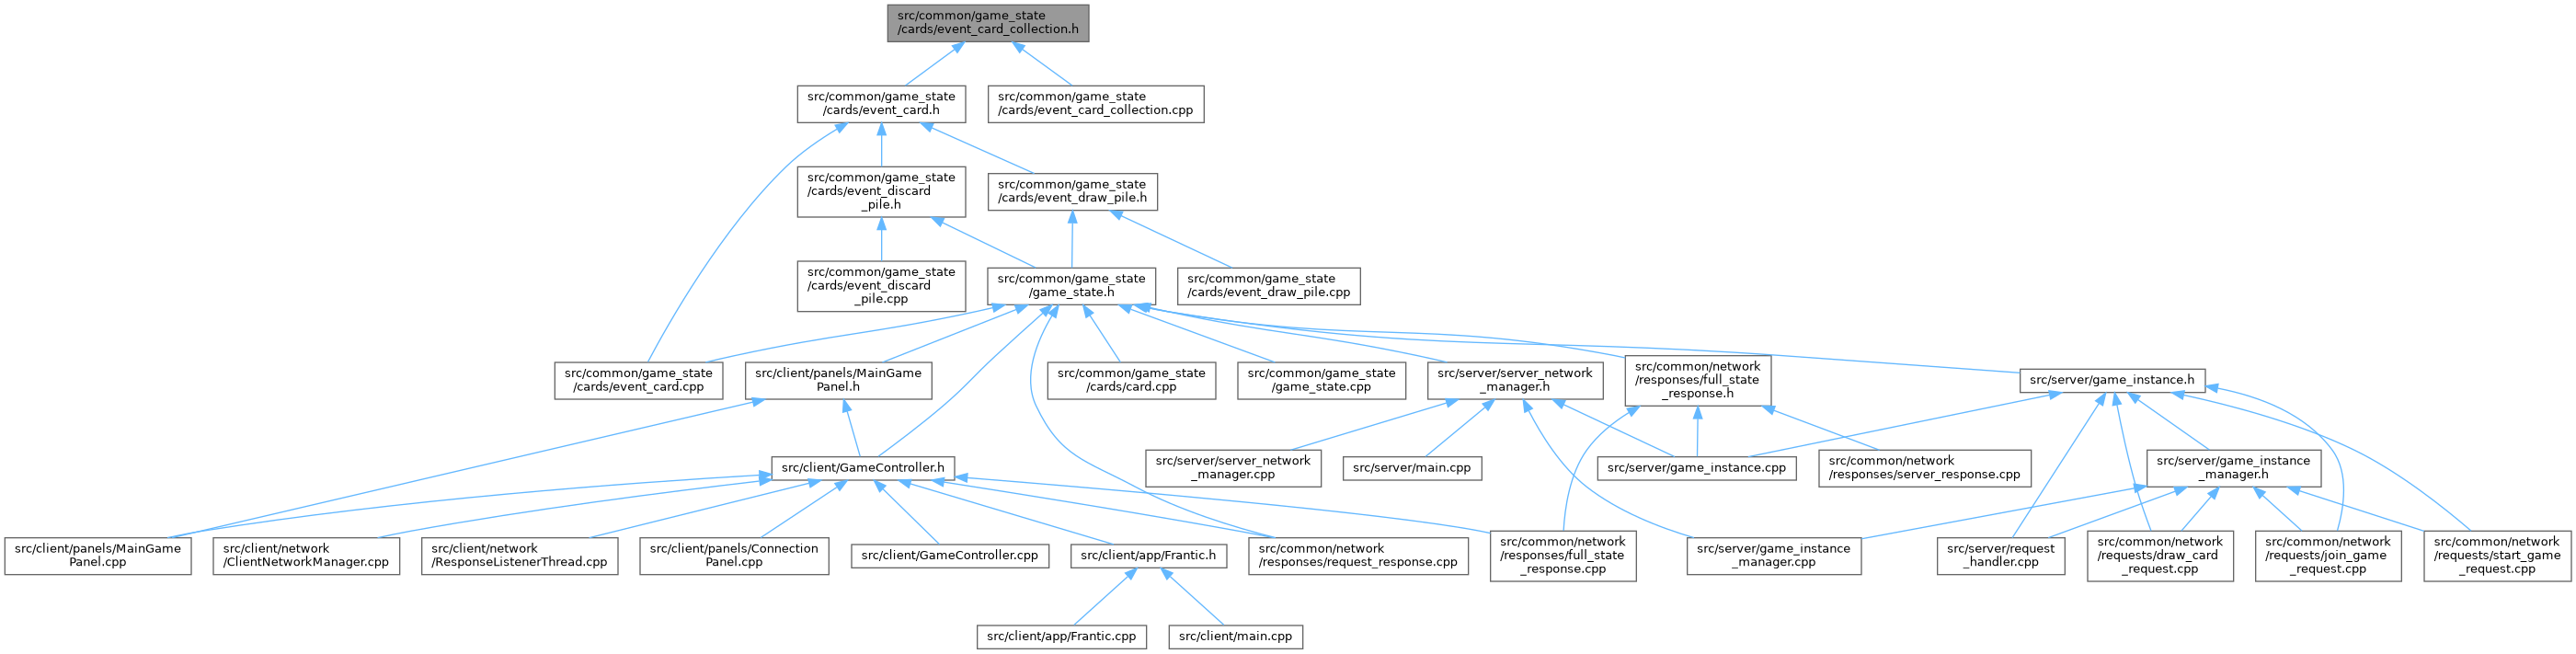 src/common/game_state
/cards/event_card_collection.h
src/common/game_state
/cards/event_card.h
src/common/game_state
/cards/event_card_collection.cpp
src/common/game_state
/cards/event_discard
_pile.h
src/common/game_state
/cards/event_draw_pile.h
src/common/game_state
/cards/event_discard
_pile.cpp
src/common/game_state
/game_state.h
src/common/game_state
/cards/event_draw_pile.cpp
src/common/game_state
/cards/event_card.cpp
src/client/panels/MainGame
Panel.h
src/common/game_state
/cards/card.cpp
src/common/game_state
/game_state.cpp
src/server/server_network
_manager.h
src/common/network
/responses/full_state
_response.h
src/server/game_instance.h
src/client/GameController.h
src/server/server_network
_manager.cpp
src/server/main.cpp
src/server/game_instance.cpp
src/common/network
/responses/server_response.cpp
src/server/game_instance
_manager.h
src/client/panels/MainGame
Panel.cpp
src/client/network
/ClientNetworkManager.cpp
src/client/network
/ResponseListenerThread.cpp
src/client/panels/Connection
Panel.cpp
src/client/GameController.cpp
src/client/app/Frantic.h
src/common/network
/responses/request_response.cpp
src/common/network
/responses/full_state
_response.cpp
src/server/game_instance
_manager.cpp
src/server/request
_handler.cpp
src/common/network
/requests/draw_card
_request.cpp
src/common/network
/requests/join_game
_request.cpp
src/common/network
/requests/start_game
_request.cpp
src/client/app/Frantic.cpp
src/client/main.cpp